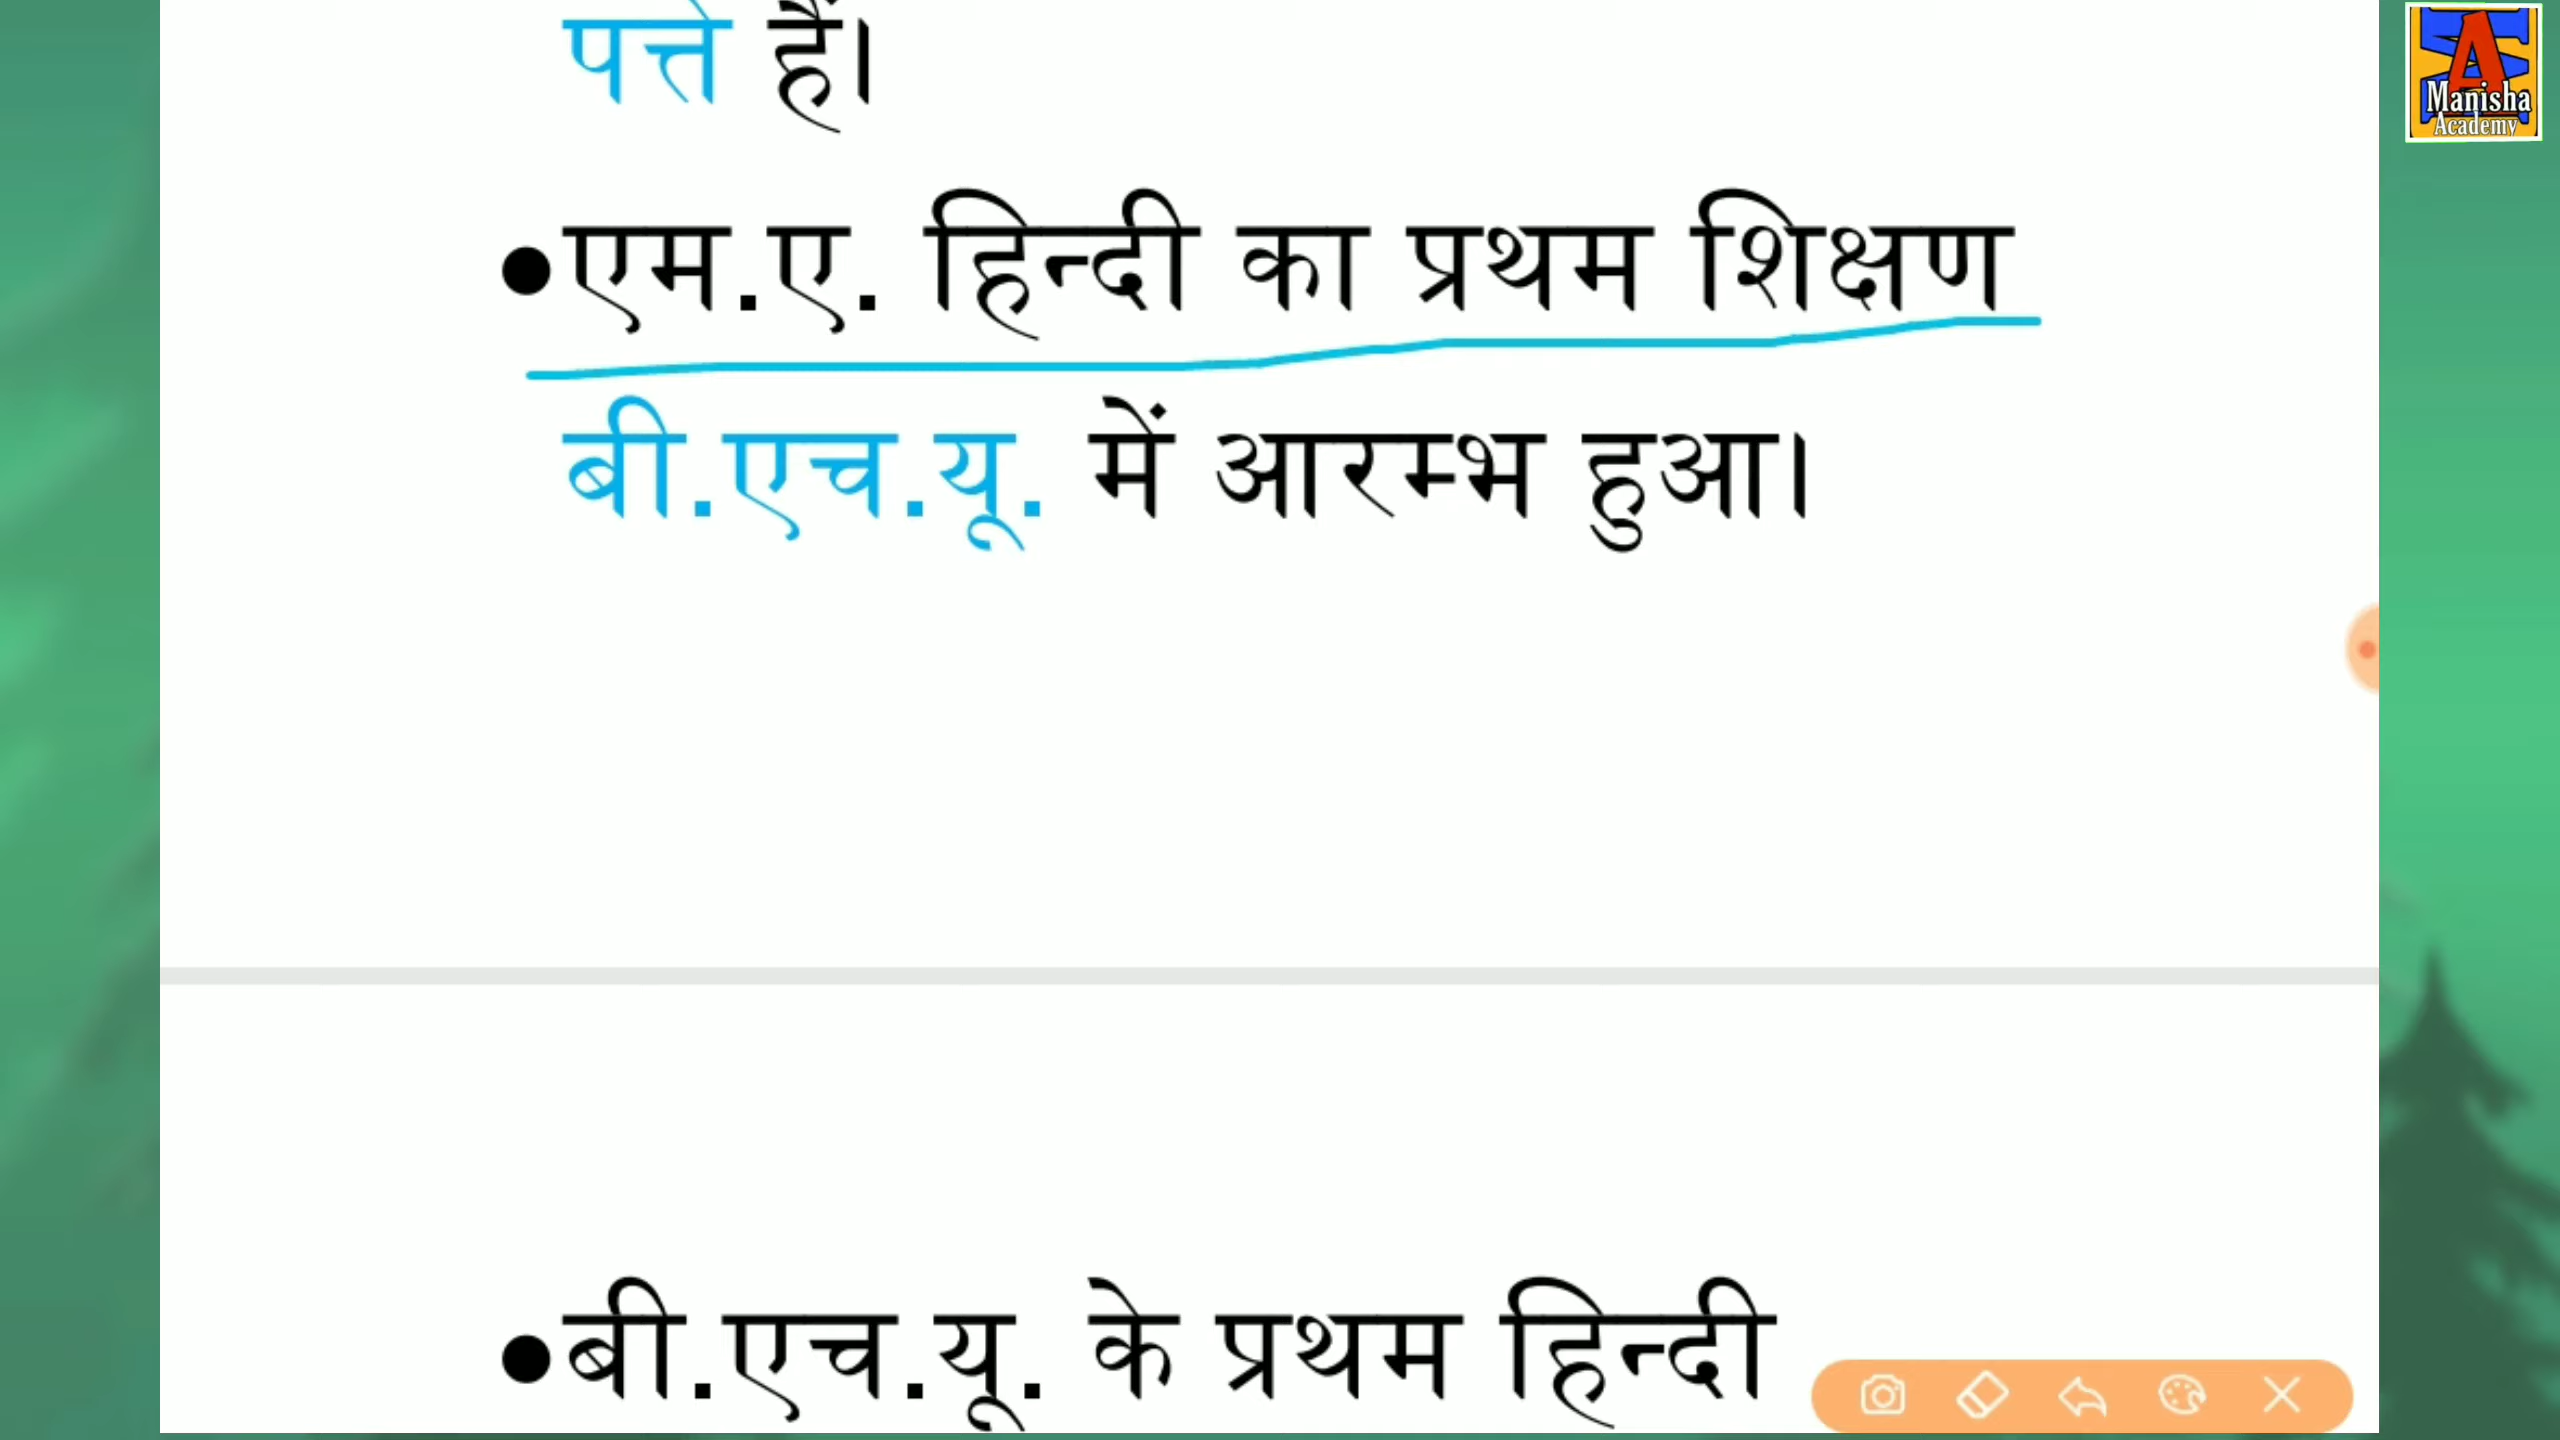 पत्ते हैं।
Manisha
Academy
●एम.ए. हिन्दी का प्रथम शिक्षण
बी.एच.यू. में आरम्भ हुआ।
●बी.एच.यू. के प्रथम हिन्दी